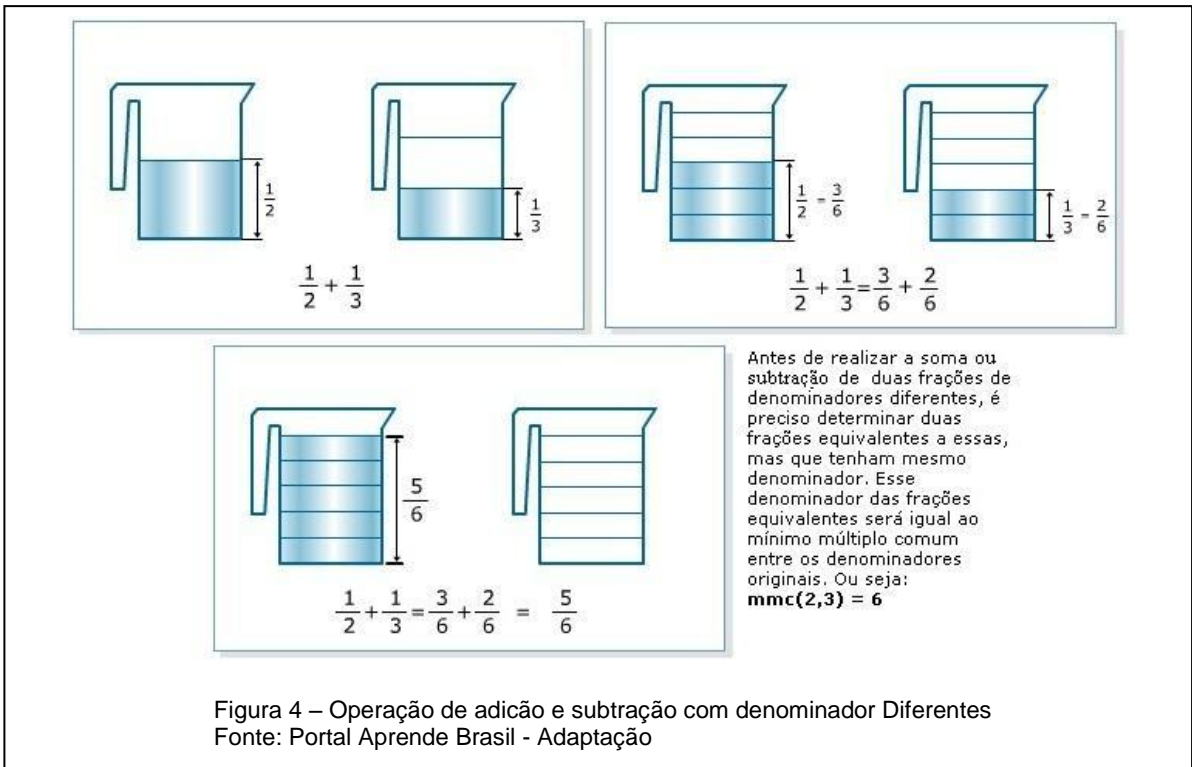 1/2
1/3
1/2 + 1/3
1/2 = 3/6
1/3 = 2/6
1/2 + 1/3 = 3/6 + 2/6
5/6
1/2 + 1/3 = 3/6 + 2/6 = 5/6
Antes de realizar a soma ou
subtração de duas frações de
denominadores diferentes, é
preciso determinar duas
frações equivalentes a essas,
mas que tenham mesmo
denominador. Esse
denominador das frações
equivalentes será igual ao
mínimo múltiplo comum
entre os denominadores
originais. Ou seja:
mmc(2,3) = 6
Figura 4 – Operação de adicão e subtração com denominador Diferentes
Fonte: Portal Aprende Brasil - Adaptação